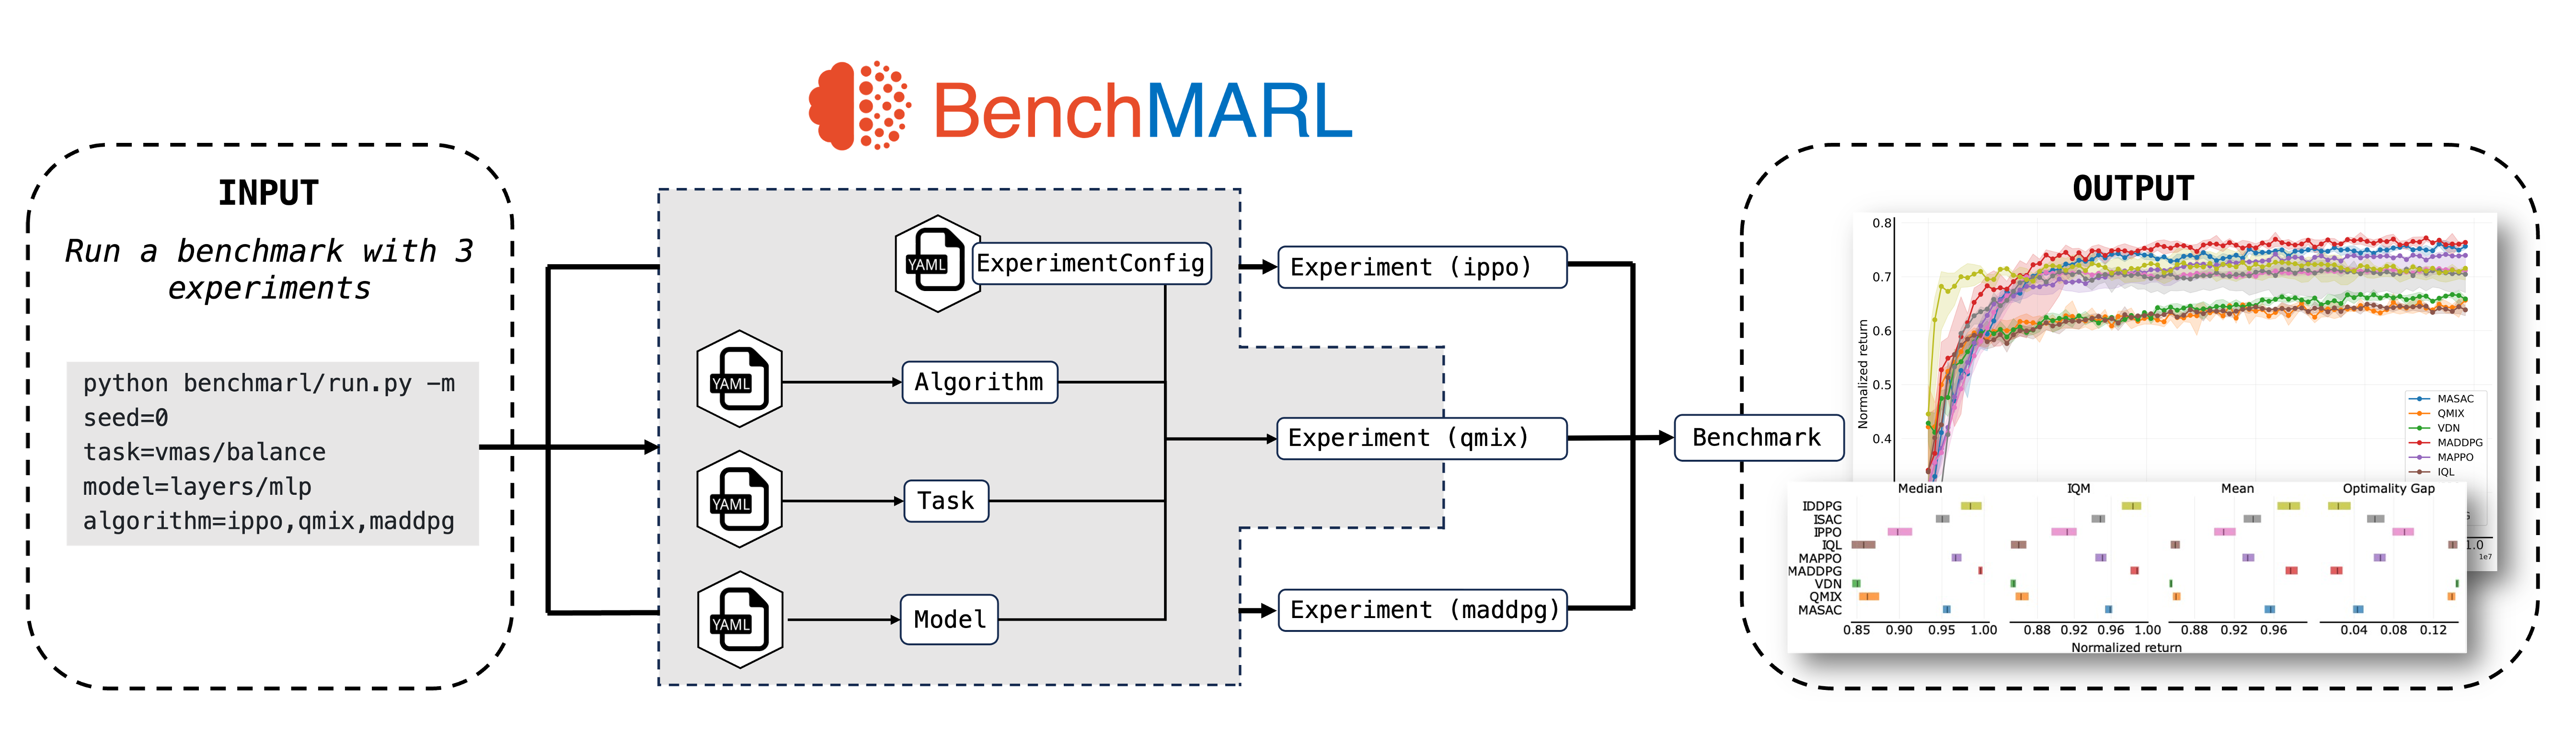 BenchMARL
INPUT
Run a benchmark with 3
experiments
python benchmarl/run.py -m
seed=0
task=vmas/balance
model=layers/mlp
algorithm=ippo,qmix,maddpg
YAML
ExperimentConfig
YAML
Algorithm
YAML
Task
YAML
Model
Experiment (ippo)
Experiment (qmix)
Experiment (maddpg)
Benchmark
OUTPUT
Normalized return
0.8
0.7
0.6
0.5
0.4
MASAC
QMIX
VDN
MADDPG
MAPPO
IQL
1.0
1e7
Median IQM Mean Optimality Gap
IDDPG
ISAC
IPPO
IQL
MAPPO
MADDPG
VDN
QMIX
MASAC
0.85 0.90 0.95 1.00 0.88 0.92 0.96 1.00 0.88 0.92 0.96 0.04 0.08 0.12
Normalized return